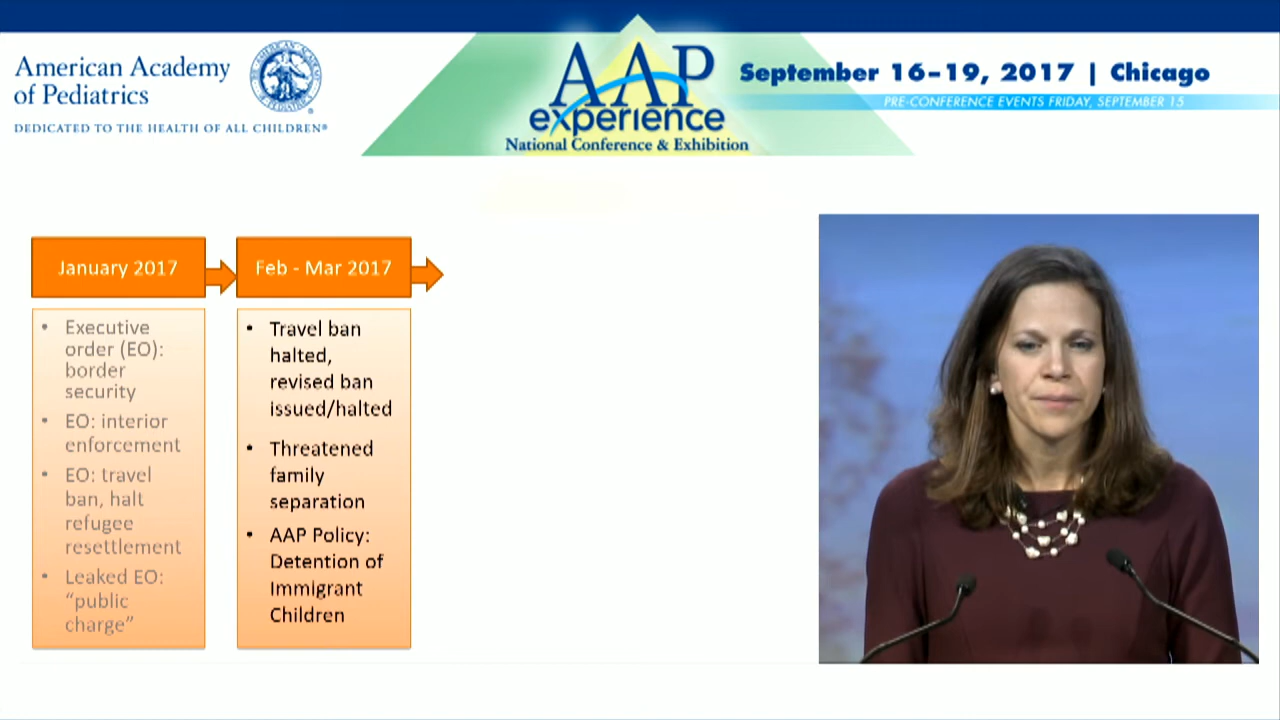 American Academy
of Pediatrics
DEDICATED TO THE HEALTH OF ALL CHILDREN®
AAP
experience
National Conference & Exhibition
September 16–19, 2017 | Chicago
PRE-CONFERENCE EVENTS FRIDAY, SEPTEMBER 15
January 2017
• Executive
order (EO):
border
security
• EO: interior
enforcement
• EO: travel
ban, halt
refugee
resettlement
• Leaked EO:
“public
charge”
Feb - Mar 2017
• Travel ban
halted,
revised ban
issued/halted
• Threatened
family
separation
• AAP Policy:
Detention of
Immigrant
Children